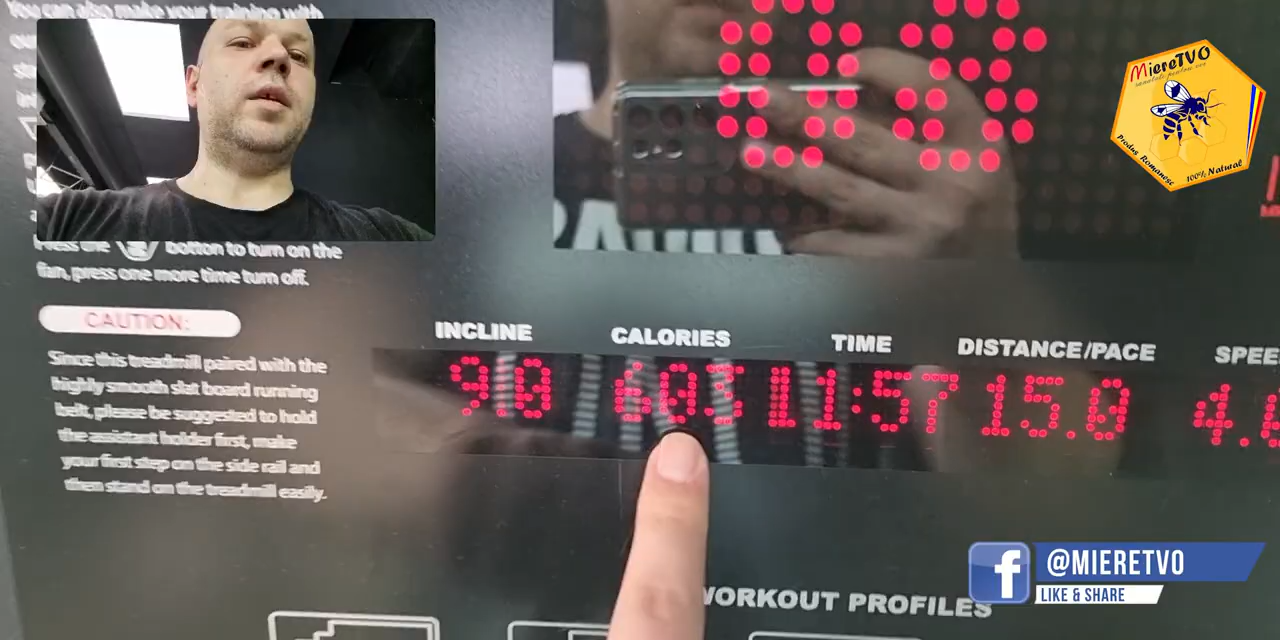 You can also make your training with
Press the botton to turn on the
fan, press one more time turn off.
CAUTION:
Since this treadmill paired with the
highly smooth slat board running
belt, please be suggested to hold
the assistant holder first, make
your first step on the side rail and
then stand on the treadmill easily.
INCLINE CALORIES TIME DISTANCE/PACE
90 603 11:57 15.0
WORKOUT PROFILES
MiereTVO
Produs Romanesc
100% Natural
@MIERETVO
LIKE & SHARE